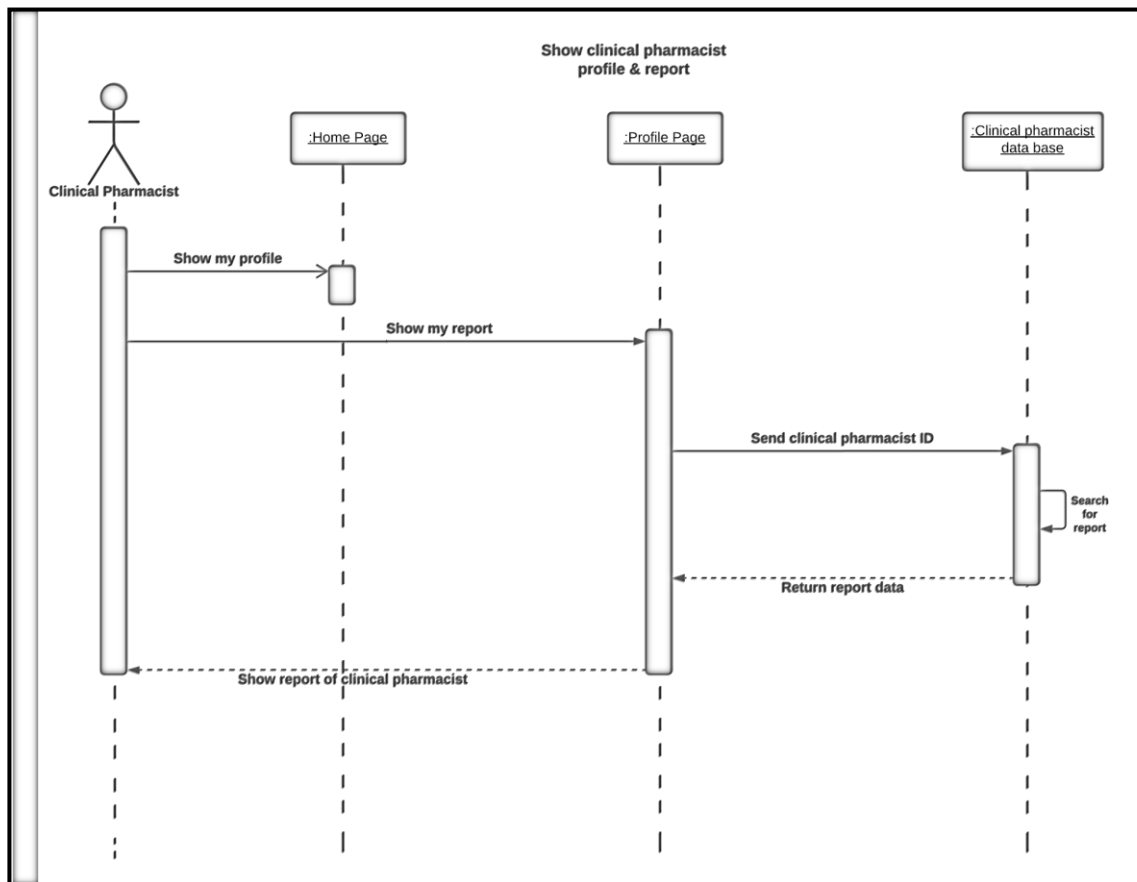 Show clinical pharmacist
profile & report
:Home Page
:Profile Page
:Clinical pharmacist
data base
Clinical Pharmacist
Show my profile
Show my report
Send clinical pharmacist ID
Search
for
report
Return report data
Show report of clinical pharmacist